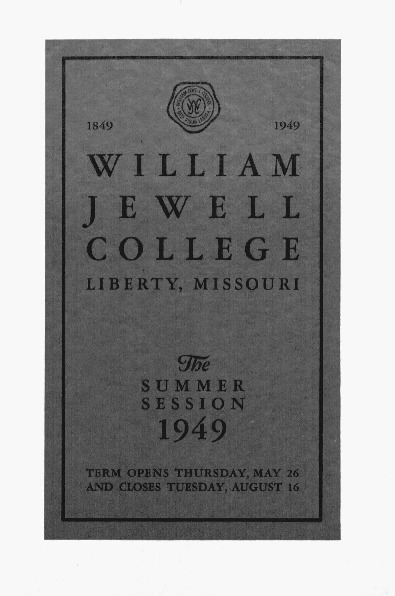 1849 1949
WILLIAM
JEWELL
COLLEGE
LIBERTY, MISSOURI
The
SUMMER
SESSION
1949
TERM OPENS THURSDAY, MAY 26
AND CLOSES TUESDAY, AUGUST 16